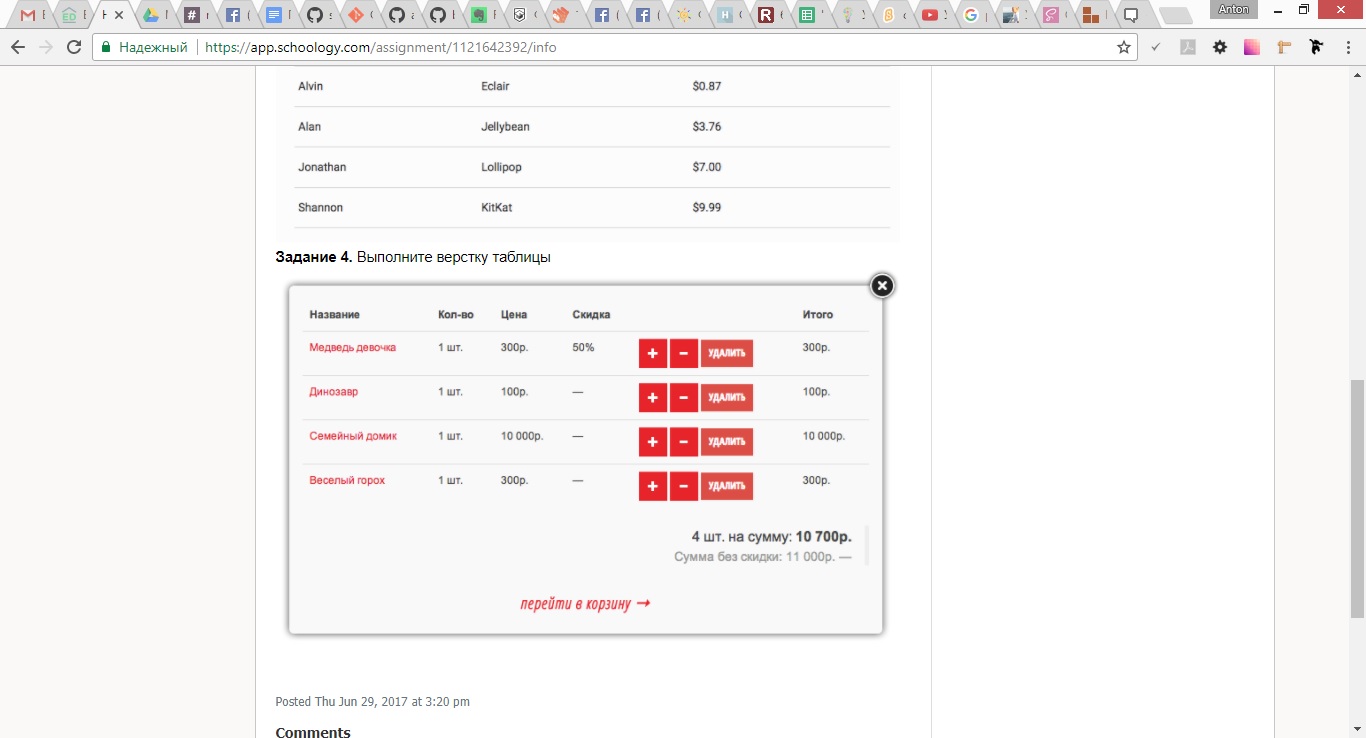 Anton
Надежный https://app.schoology.com/assignment/1121642392/info
Alvin Eclair $0.87
Alan Jellybean $3.76
Jonathan Lollipop $7.00
Shannon KitKat $9.99
Задание 4. Выполните верстку таблицы
Название Кол-во Цена Скидка Итого
Медведь девочка 1 шт. 300р. 50% + − УДАЛИТЬ 300р.
Динозавр 1 шт. 100р. — + − УДАЛИТЬ 100р.
Семейный домик 1 шт. 10 000р. — + − УДАЛИТЬ 10 000р.
Веселый горох 1 шт. 300р. — + − УДАЛИТЬ 300р.
4 шт. на сумму: 10 700р.
Сумма без скидки: 11 000р. —
перейти в корзину →
Posted Thu Jun 29, 2017 at 3:20 pm
Comments